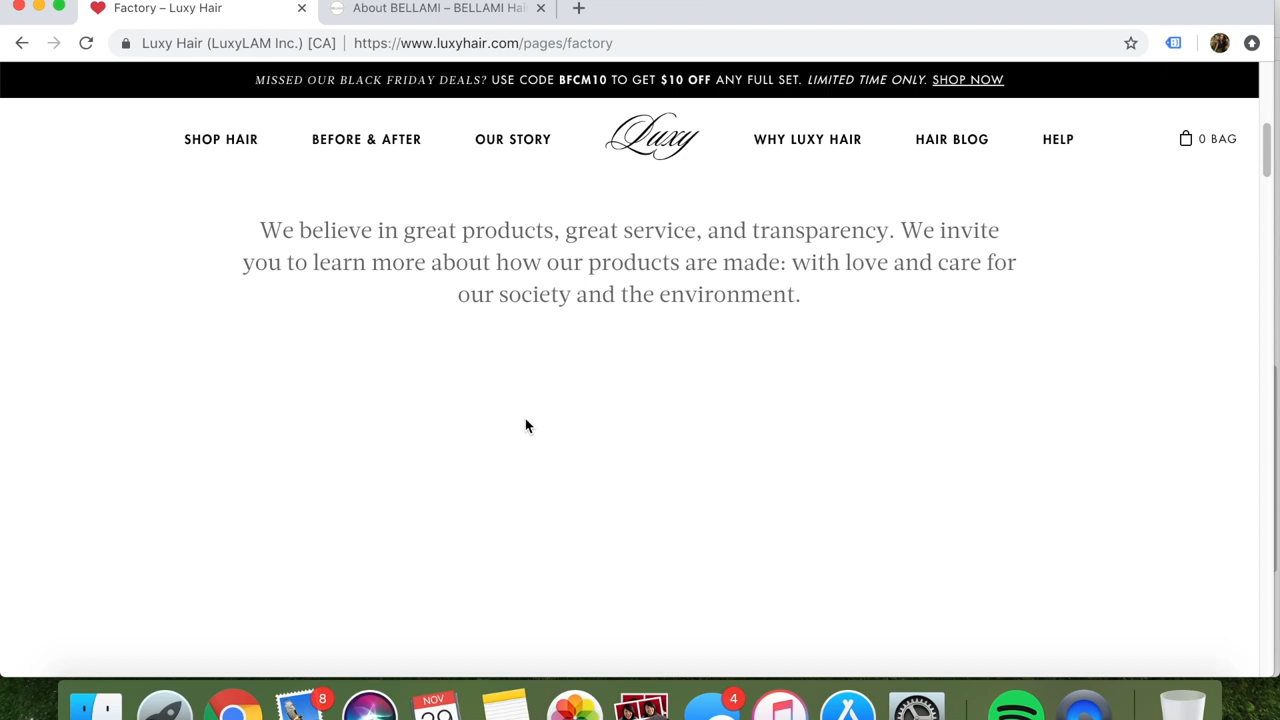 Factory – Luxy Hair
About BELLAMI – BELLAMI Hai
Luxy Hair (LuxyLAM Inc.) [CA] | https://www.luxyhair.com/pages/factory
MISSED OUR BLACK FRIDAY DEALS? USE CODE BFCM10 TO GET $10 OFF ANY FULL SET. LIMITED TIME ONLY. SHOP NOW
SHOP HAIR BEFORE & AFTER OUR STORY Luxy WHY LUXY HAIR HAIR BLOG HELP 0 BAG
We believe in great products, great service, and transparency. We invite
you to learn more about how our products are made: with love and care for
our society and the environment.
8 NOV 4